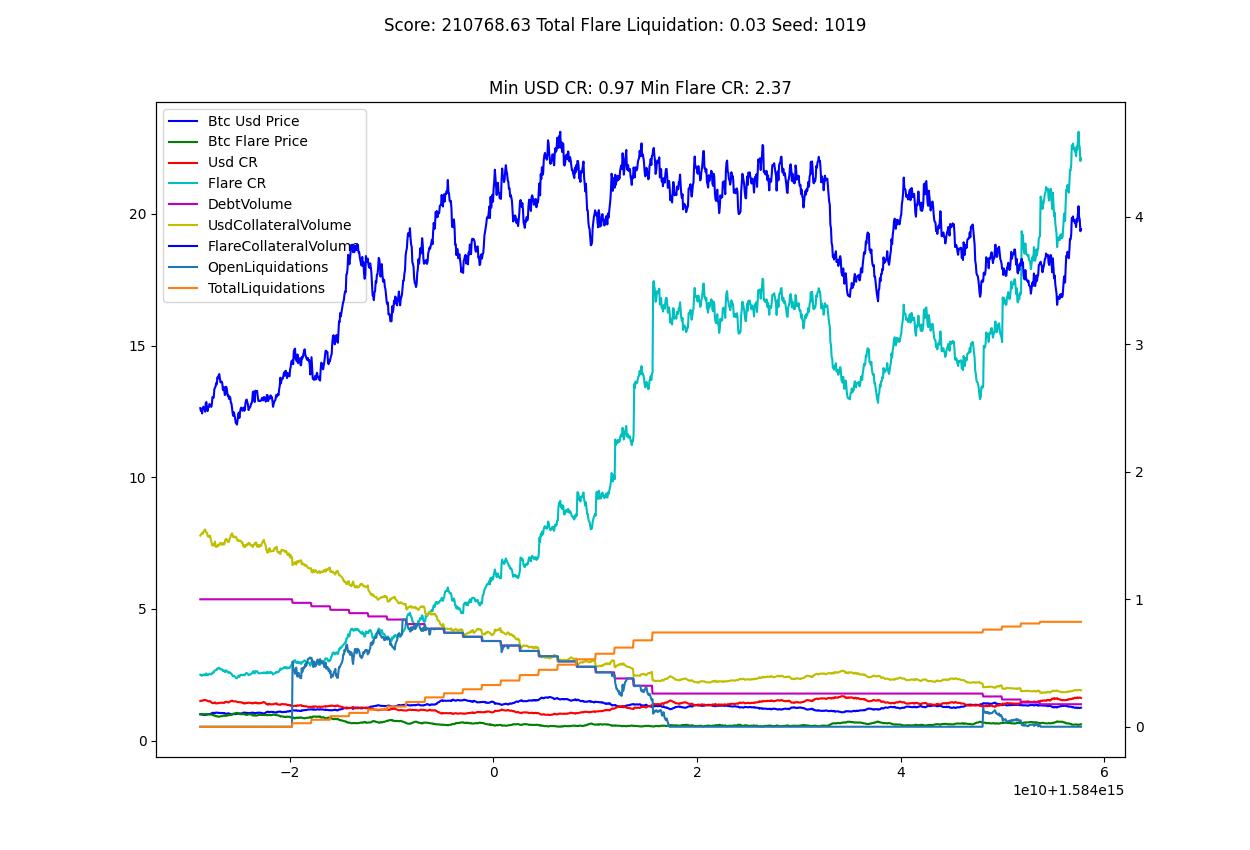 Score: 210768.63 Total Flare Liquidation: 0.03 Seed: 1019
Min USD CR: 0.97 Min Flare CR: 2.37
Btc Usd Price
Btc Flare Price
Usd CR
Flare CR
DebtVolume
UsdCollateralVolume
FlareCollateralVolume
OpenLiquidations
TotalLiquidations
20
15
10
5
0
4
3
2
1
0
−2
0
2
4
6
1e10+1.584e15